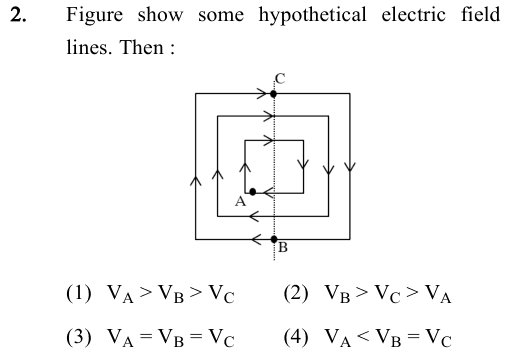 2. Figure show some hypothetical electric field
lines. Then :
C
A
B
(1) V_A > V_B > V_C (2) V_B > V_C > V_A
(3) V_A = V_B = V_C (4) V_A < V_B = V_C